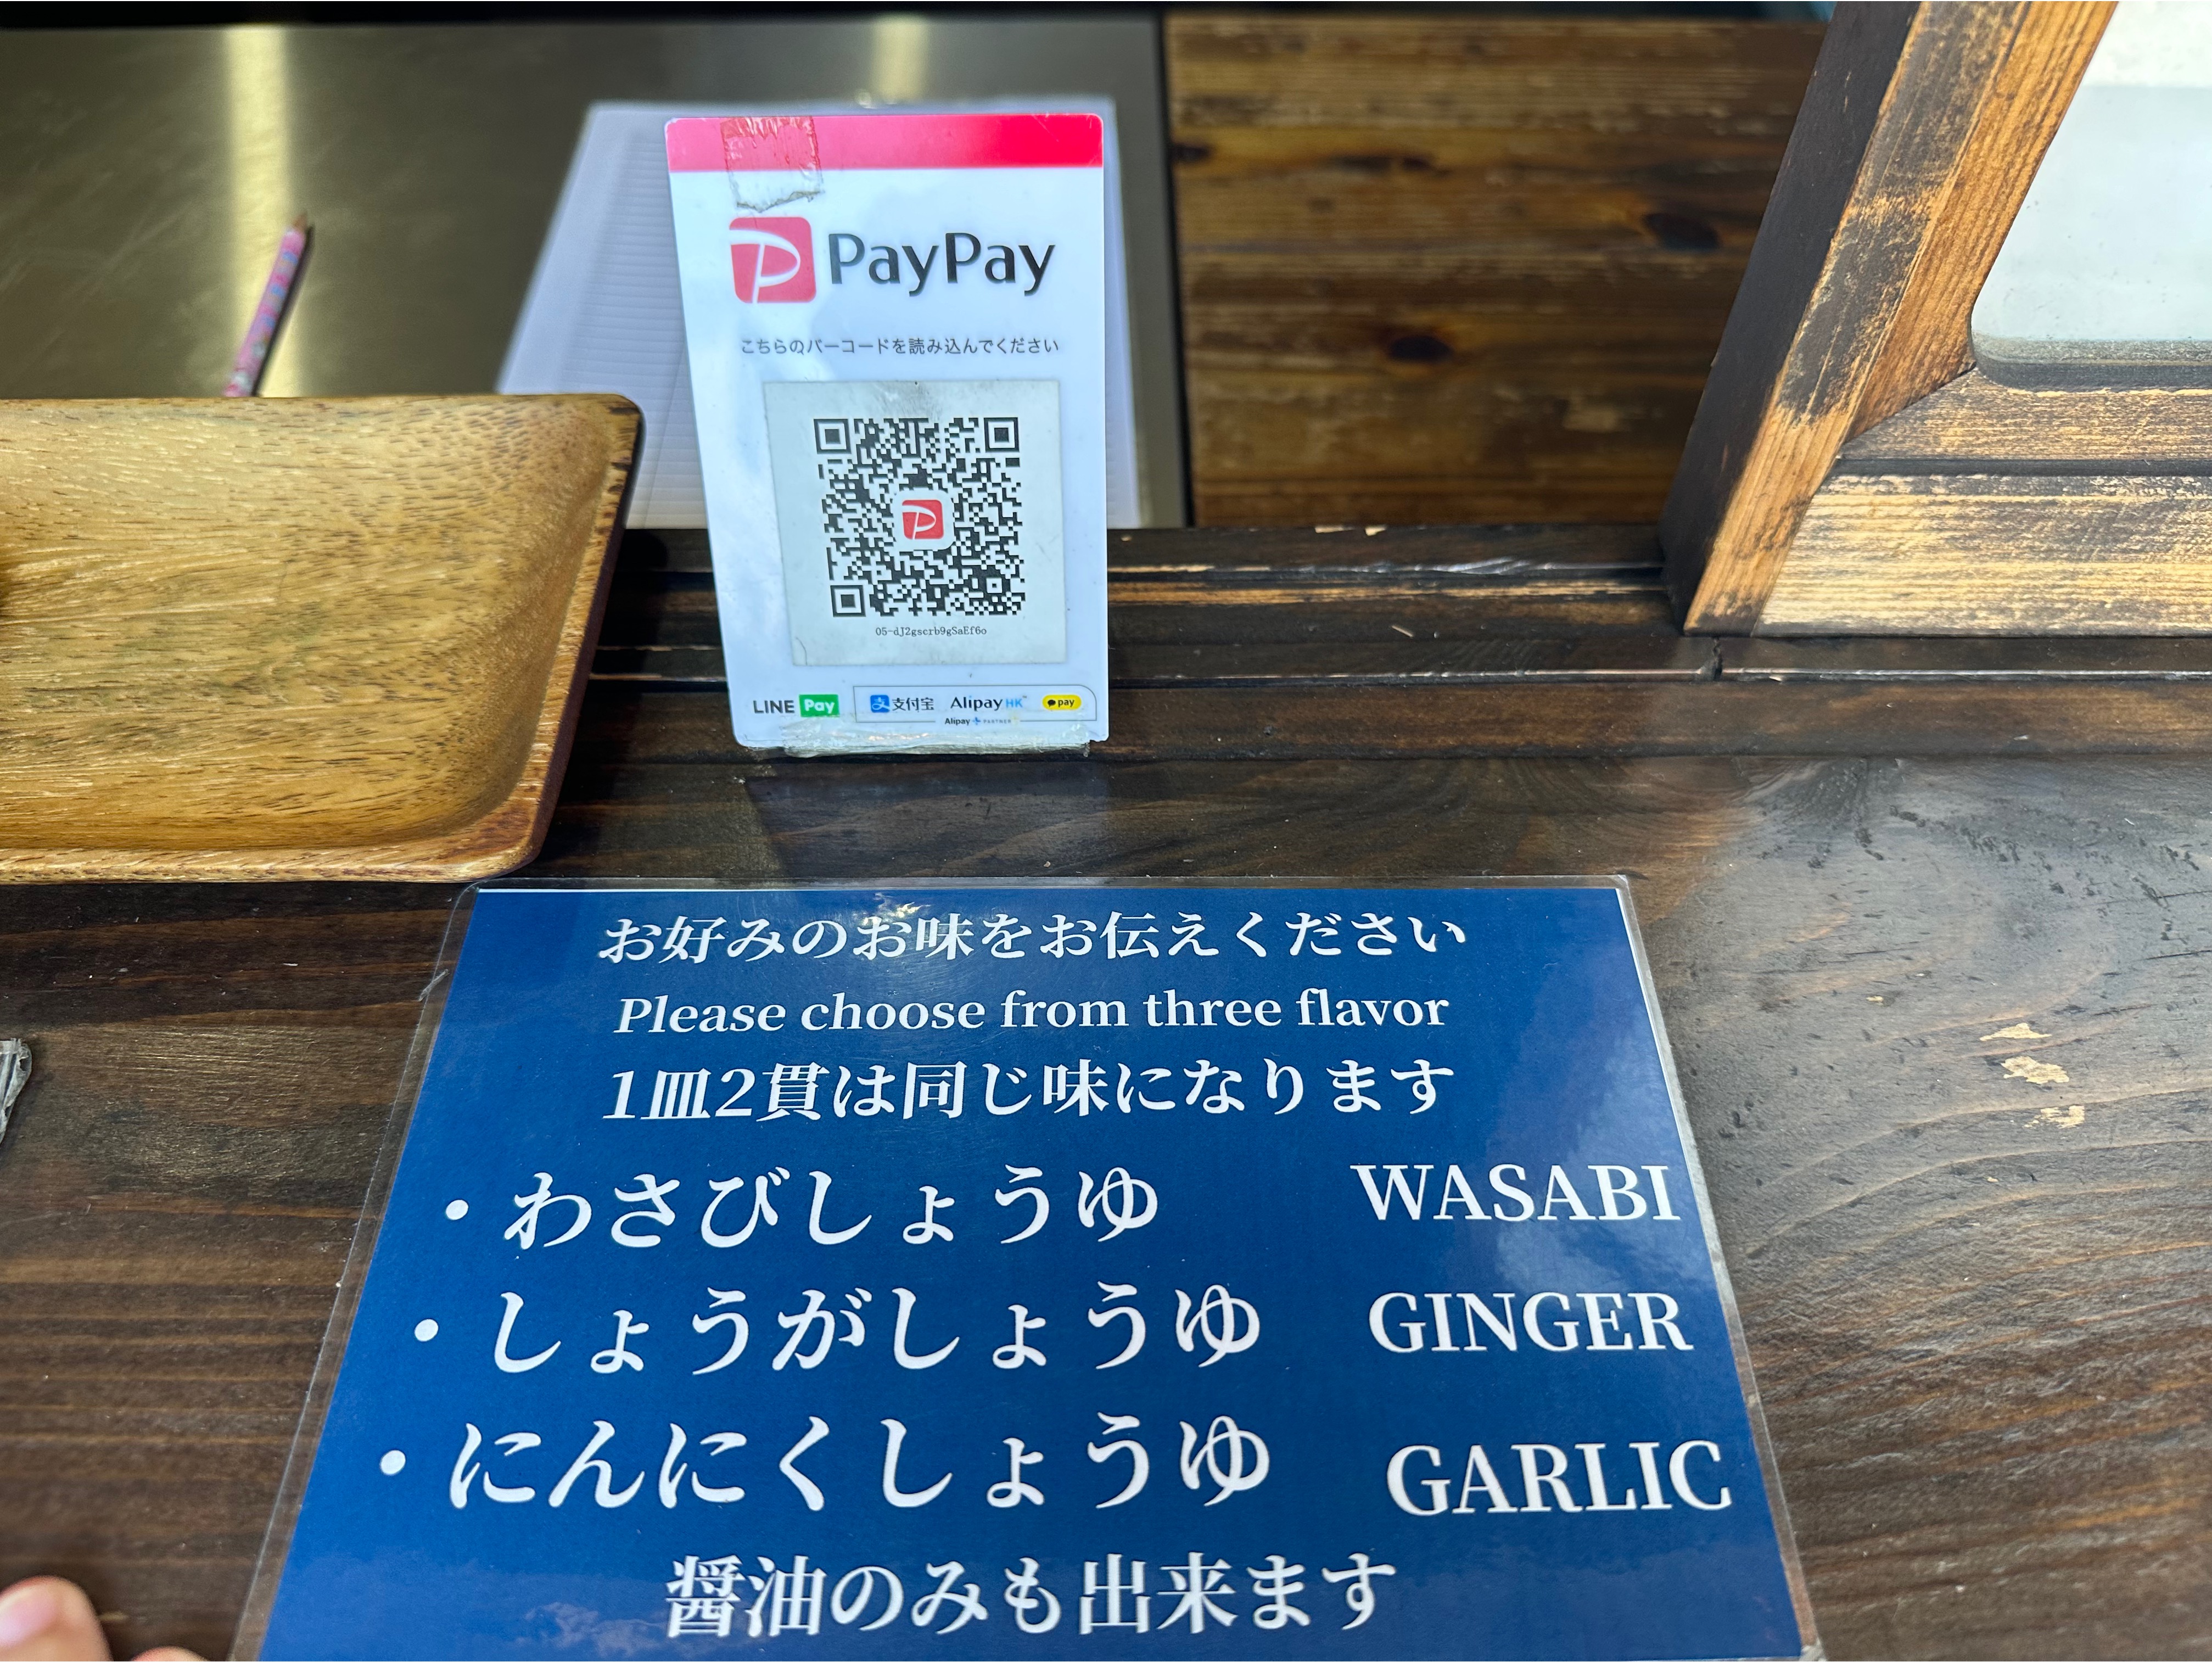 PayPay
こちらのバーコードを読み込んでください
05-dJ2gscrb9gSaEf6o
LINE Pay 支付宝 Alipay HK pay
Alipay PARTNER
お好みのお味をお伝えください
Please choose from three flavor
1皿2貫は同じ味になります
・わさびしょうゆ WASABI
・しょうがしょうゆ GINGER
・にんにくしょうゆ GARLIC
醤油のみも出来ます